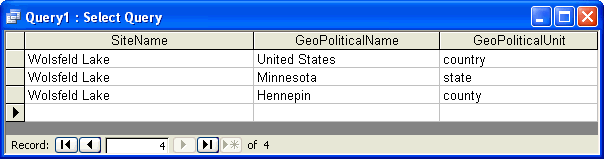 Query1 : Select Query
SiteName GeoPoliticalName GeoPoliticalUnit
Wolsfeld Lake United States country
Wolsfeld Lake Minnesota state
Wolsfeld Lake Hennepin county
Record: 4 of 4